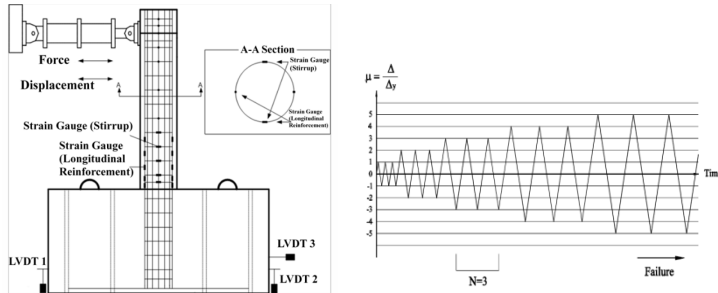 Force
Displacement
A
A
A-A Section
Strain Gauge
(Stirrup)
Strain Gauge
(Longitudinal
Reinforcement)
Strain Gauge (Stirrup)
Strain Gauge
(Longitudinal
Reinforcement)
LVDT 1
LVDT 3
LVDT 2
μ = Δ
Δy
5
4
3
2
1
0
-1
-2
-3
-4
-5
Tim
N=3
Failure